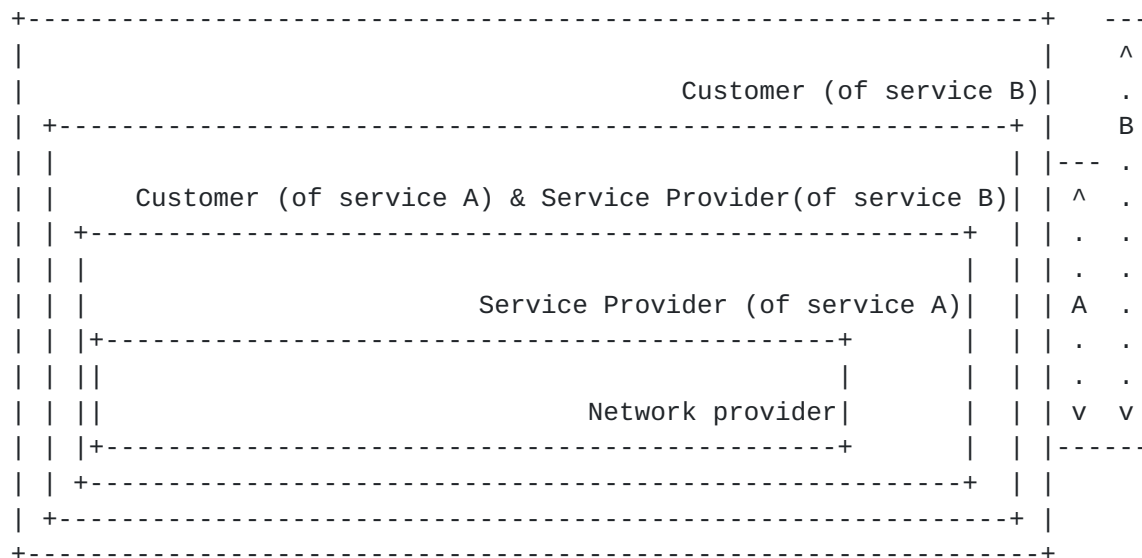 Customer (of service B)
B
Customer (of service A) & Service Provider(of service B)
Service Provider (of service A)
A
Network provider
v v